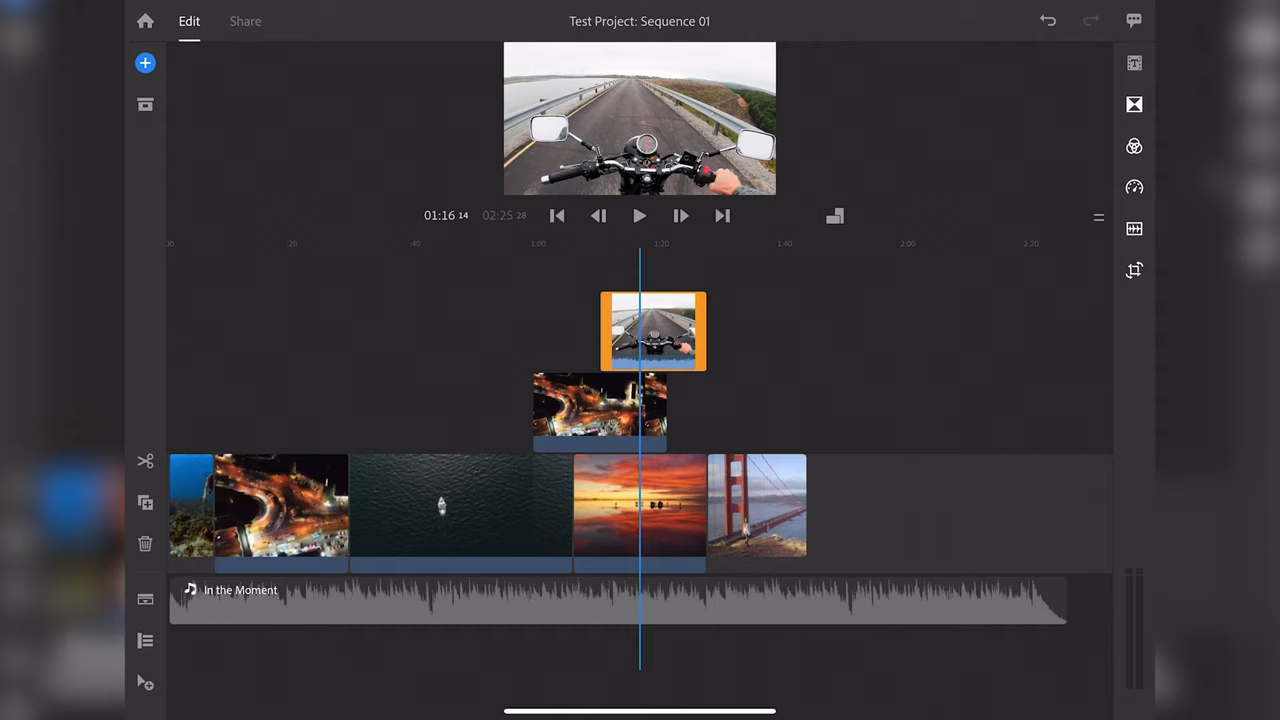 Edit Share Test Project: Sequence 01
01:16 14 02:25 28
:00 :20 :40 1:00 1:20 1:40 2:00 2:20
In the Moment